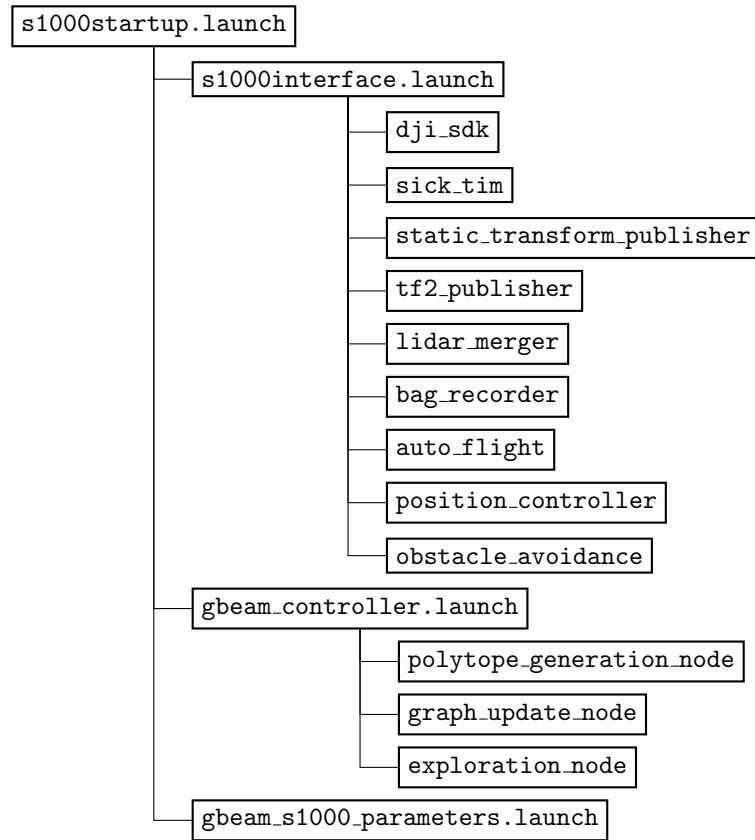 s1000startup.launch
s1000interface.launch
dji_sdk
sick_tim
static_transform_publisher
tf2_publisher
lidar_merger
bag_recorder
auto_flight
position_controller
obstacle_avoidance
gbeam_controller.launch
polytope_generation_node
graph_update_node
exploration_node
gbeam_s1000_parameters.launch